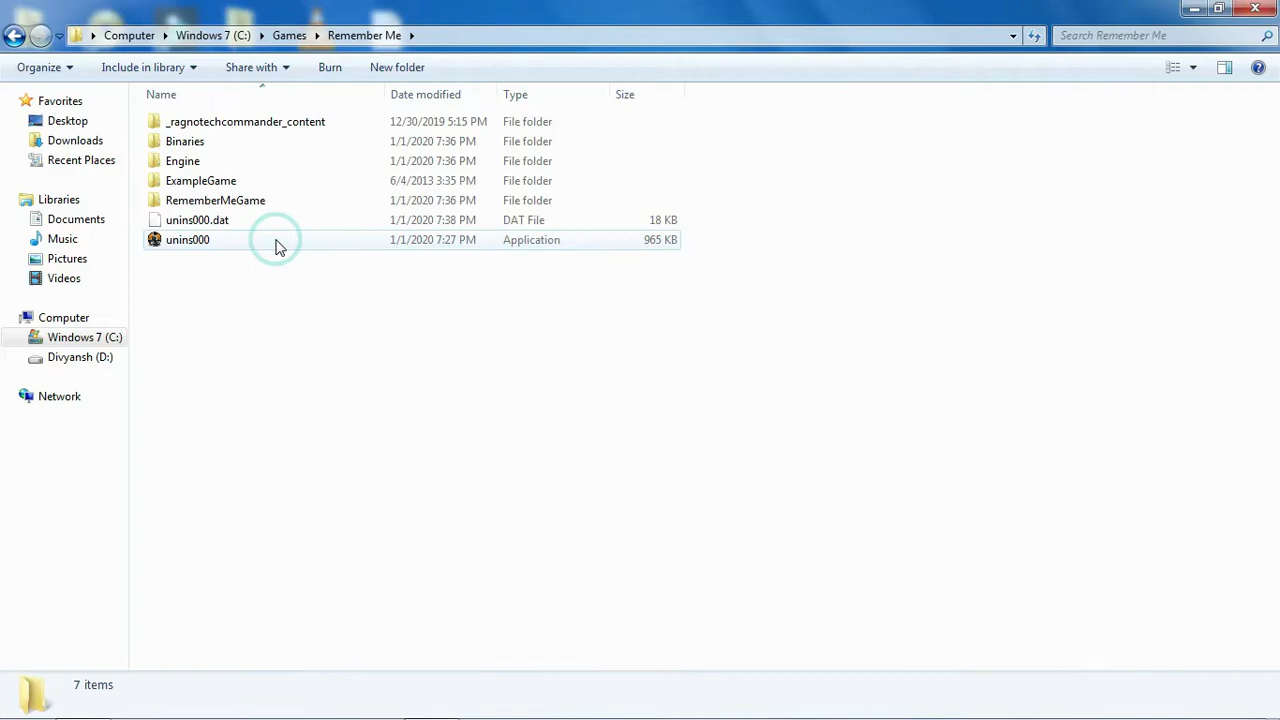 Computer Windows 7 (C:) Games Remember Me Search Remember Me
Organize Include in library Share with Burn New folder
Name Date modified Type Size
Favorites
Desktop
Downloads
Recent Places
Libraries
Documents
Music
Pictures
Videos
Computer
Windows 7 (C:)
Divyansh (D:)
Network
_ragnotechcommander_content 12/30/2019 5:15 PM File folder
Binaries 1/1/2020 7:36 PM File folder
Engine 1/1/2020 7:36 PM File folder
ExampleGame 6/4/2013 3:35 PM File folder
RememberMeGame 1/1/2020 7:36 PM File folder
unins000.dat 1/1/2020 7:38 PM DAT File 18 KB
unins000 1/1/2020 7:27 PM Application 965 KB
7 items